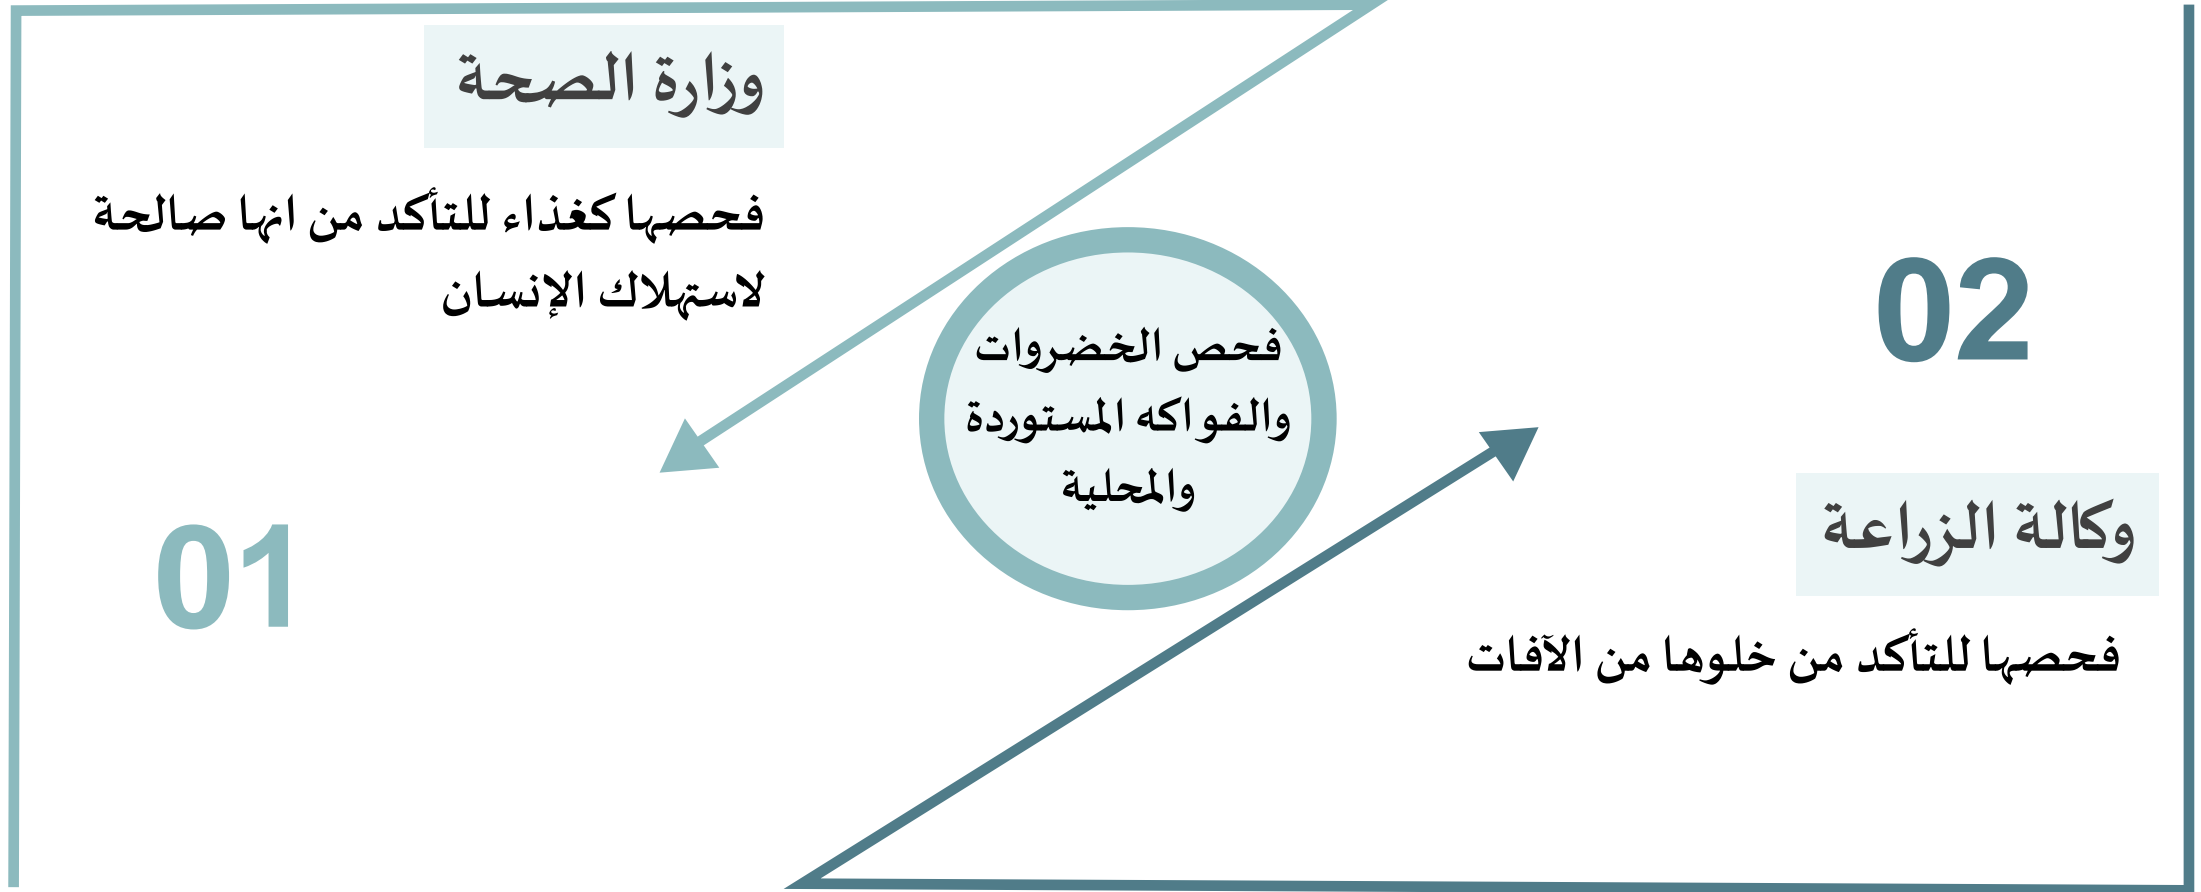 وزارة الصحة
فحصها كغذاء للتأكد من انها صالحة
لاستهلاك الإنسان
01
فحص الخضروات
والفواكه المستوردة
والمحلية
02
وكالة الزراعة
فحصها للتأكد من خلوها من الآفات